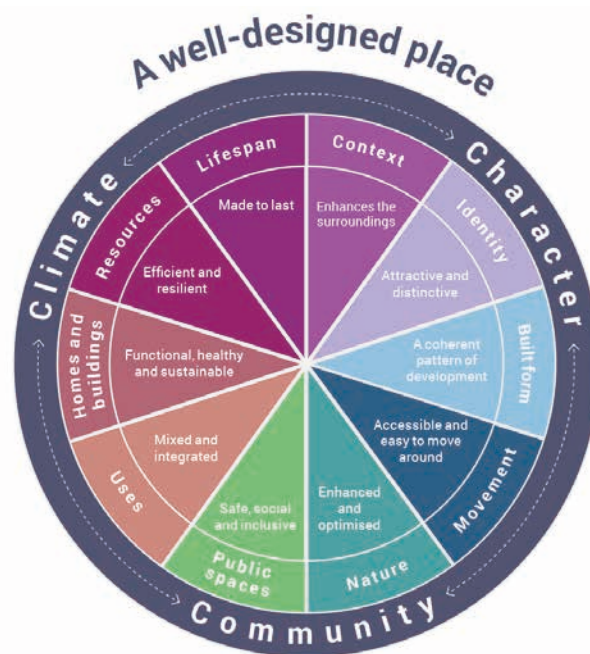 A well-designed place
Climate
Character
Community
Context
Enhances the
surroundings
Identity
Attractive and
distinctive
Built form
A coherent
pattern of
development
Movement
Accessible and
easy to move
around
Nature
Enhanced
and
optimised
Public
spaces
Safe, social
and inclusive
Uses
Mixed and
integrated
Homes and
buildings
Functional, healthy
and sustainable
Resources
Efficient and
resilient
Lifespan
Made to last